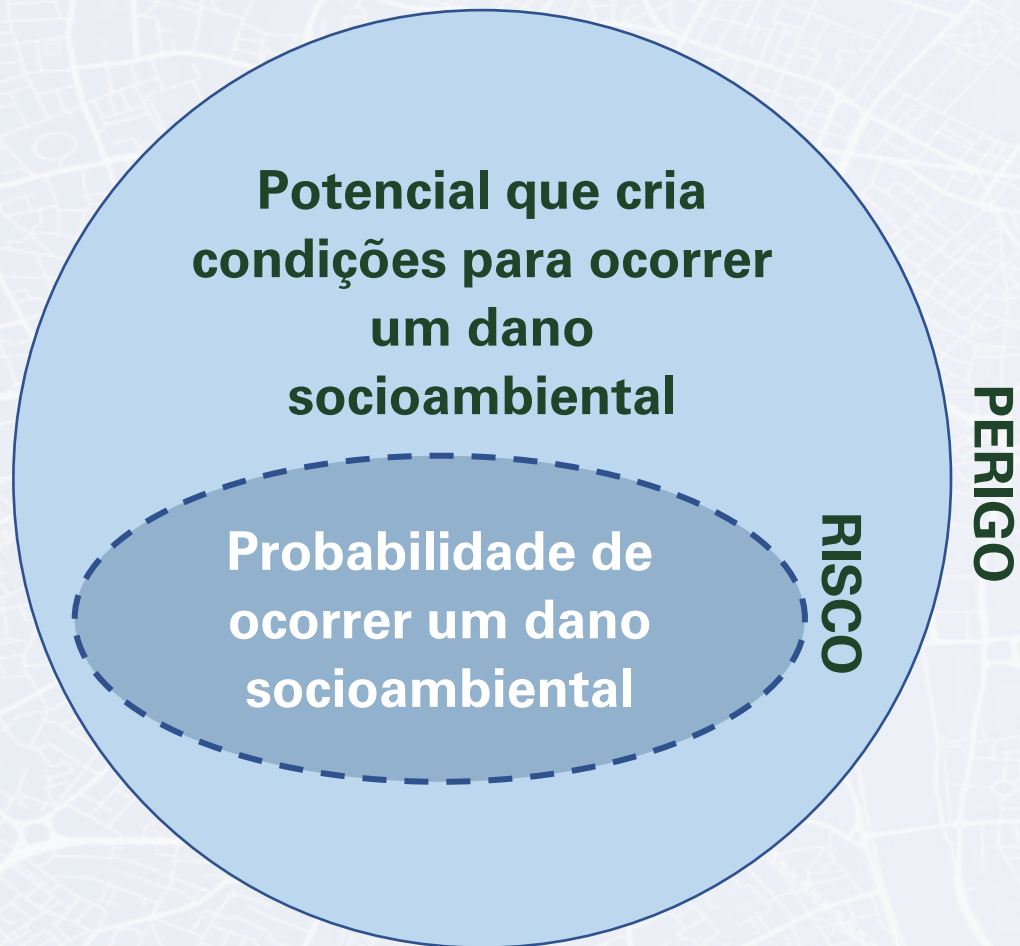 Potencial que cria
condições para ocorrer
um dano
socioambiental
PERIGO
RISCO
Probabilidade de
ocorrer um dano
socioambiental